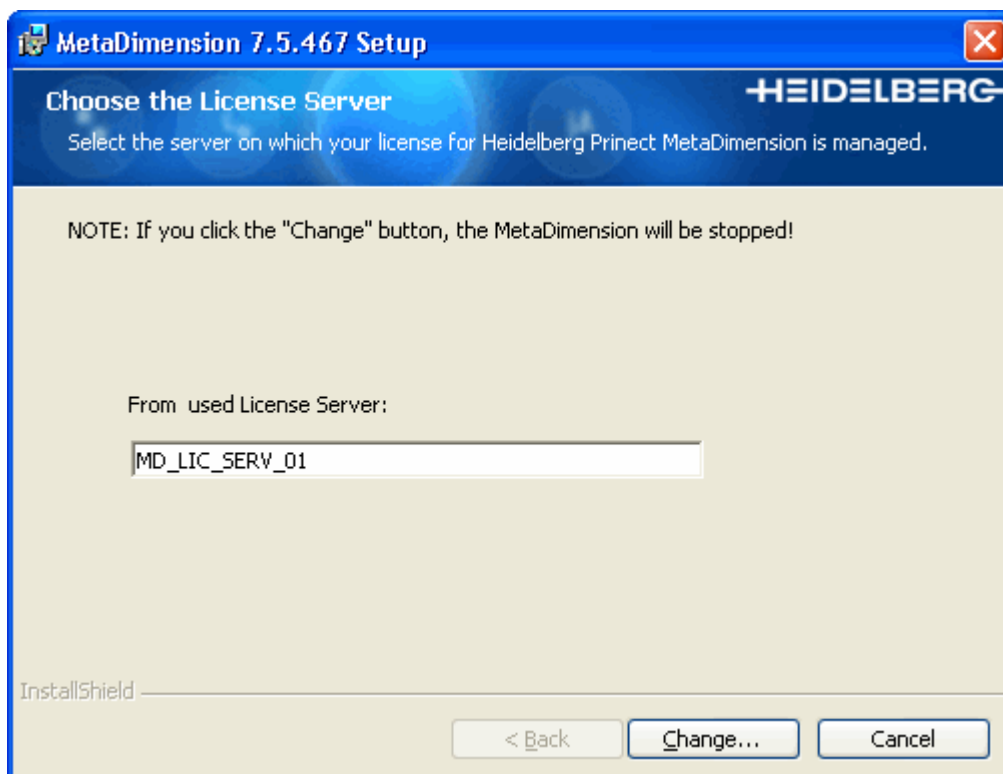 MetaDimension 7.5.467 Setup
HEIDELBERG
Choose the License Server
Select the server on which your license for Heidelberg Prinect MetaDimension is managed.
NOTE: If you click the "Change" button, the MetaDimension will be stopped!
From  used License Server:
MD_LIC_SERV_01
InstallShield
< Back
Change...
Cancel